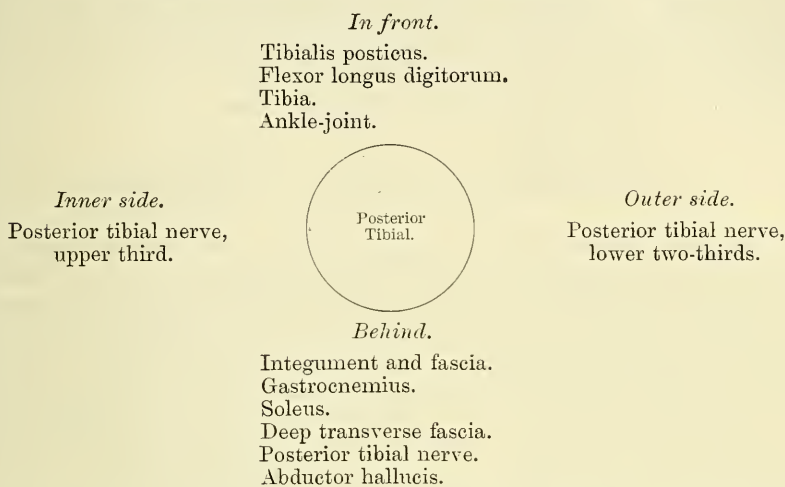 In front.
Tibialis posticus.
Flexor longus digitorum.
Tibia.
Ankle-joint.
Inner side.
Posterior tibial nerve,
upper third.
Posterior
Tibial.
Outer side.
Posterior tibial nerve,
lower two-thirds.
Behind.
Integument and fascia.
Gastrocnemius.
Soleus.
Deep transverse fascia.
Posterior tibial nerve.
Abductor hallucis.